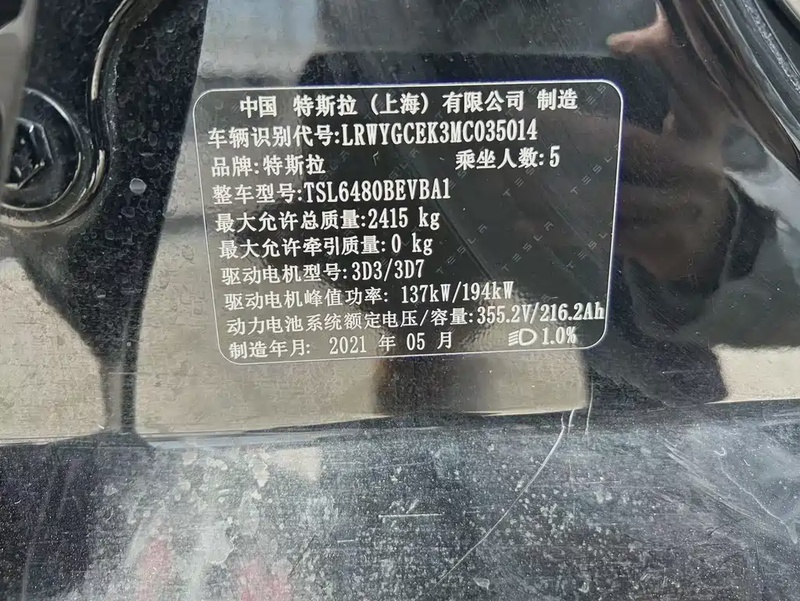 中国 特斯拉（上海）有限公司 制造
车辆识别代号:LRWYGCEK3MC035014
品牌:特斯拉 乘坐人数:5
整车型号:TSL6480BEVBA1
最大允许总质量:2415 kg
最大允许牵引质量:0 kg
驱动电机型号:3D3/3D7
驱动电机峰值功率: 137kW/194kW
动力电池系统额定电压/容量:355.2V/216.2Ah
制造年月: 2021 年 05 月 1.0%